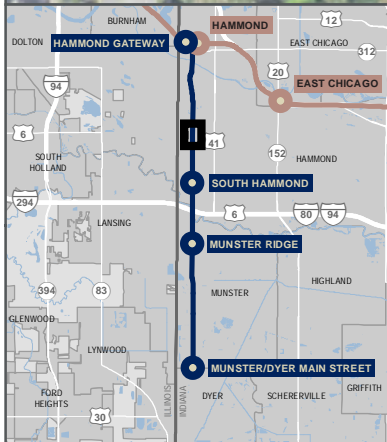 BURNHAM
HAMMOND
12
DOLTON
HAMMOND GATEWAY
EAST CHICAGO
312
20
94
EAST CHICAGO
6
41
SOUTH
HOLLAND
152
HAMMOND
SOUTH HAMMOND
294
6
80
94
LANSING
MUNSTER RIDGE
394
83
MUNSTER
HIGHLAND
GLENWOOD
LYNWOOD
MUNSTER/DYER MAIN STREET
ILLINOIS
INDIANA
FORD
HEIGHTS
30
DYER
SCHERERVILLE
GRIFFITH